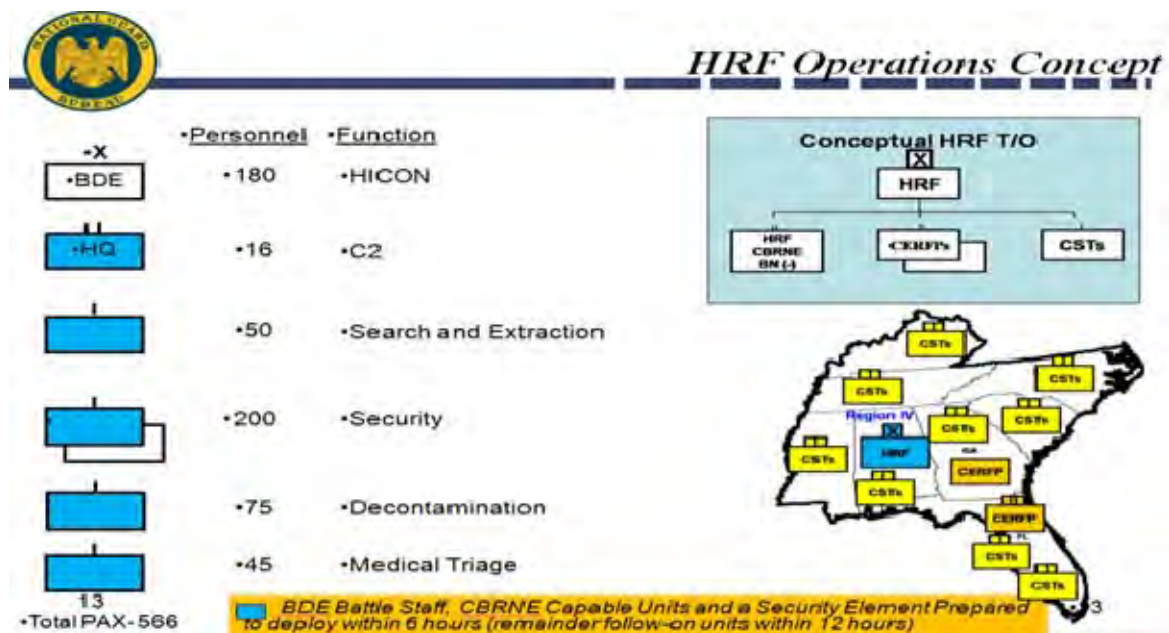 NATIONAL GUARD
BUREAU
HRF Operations Concept
•Personnel •Function
-X
•BDE
•180 •HICON
•HQ
•16 •C2
•50 •Search and Extraction
•200 •Security
•75 •Decontamination
•45 •Medical Triage
13
•Total PAX-566
Conceptual HRF T/O
X
HRF
HRF
CBRNE
BN (-)
•CERFPs
CSTs
CSTs
CSTs
CSTs
Region IV
CSTs
CSTs
X
HRF
CSTs
GA
CERFP
CSTs
CERFP
FL
CSTs
CSTs
3
BDE Battle Staff, CBRNE Capable Units and a Security Element Prepared
to deploy within 6 hours (remainder follow-on units within 12 hours)